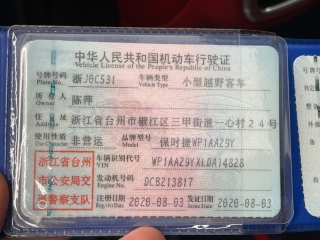 中华人民共和国机动车行驶证
Vehicle License of the People's Republic of China
号牌号码 Plate No. 浙J0C531 车辆类型 Vehicle Type 小型越野客车
所有人 Owner 陈萍
住址 Address 浙江省台州市椒江区三甲街道一心村24号
使用性质 Use Character 非营运 品牌型号 Model 保时捷WP1AA29Y
浙江省台州市公安局交通警察支队
车辆识别代号 VIN WP1AA29YXLDA14828
发动机号码 Engine No. DCB213817
注册日期 Register Date 2020-08-03 发证日期 Issue Date 2020-08-03